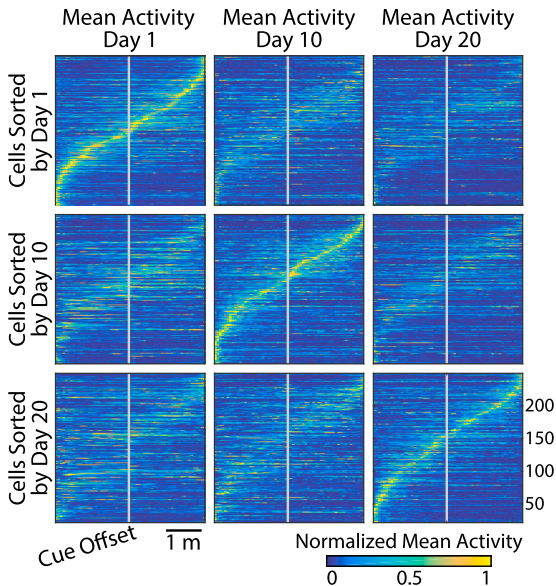 Mean Activity Day 1
Mean Activity Day 10
Mean Activity Day 20
Cells Sorted by Day 1
Cells Sorted by Day 10
Cells Sorted by Day 20
200
150
100
50
Cue Offset
1 m
Normalized Mean Activity
0 0.5 1